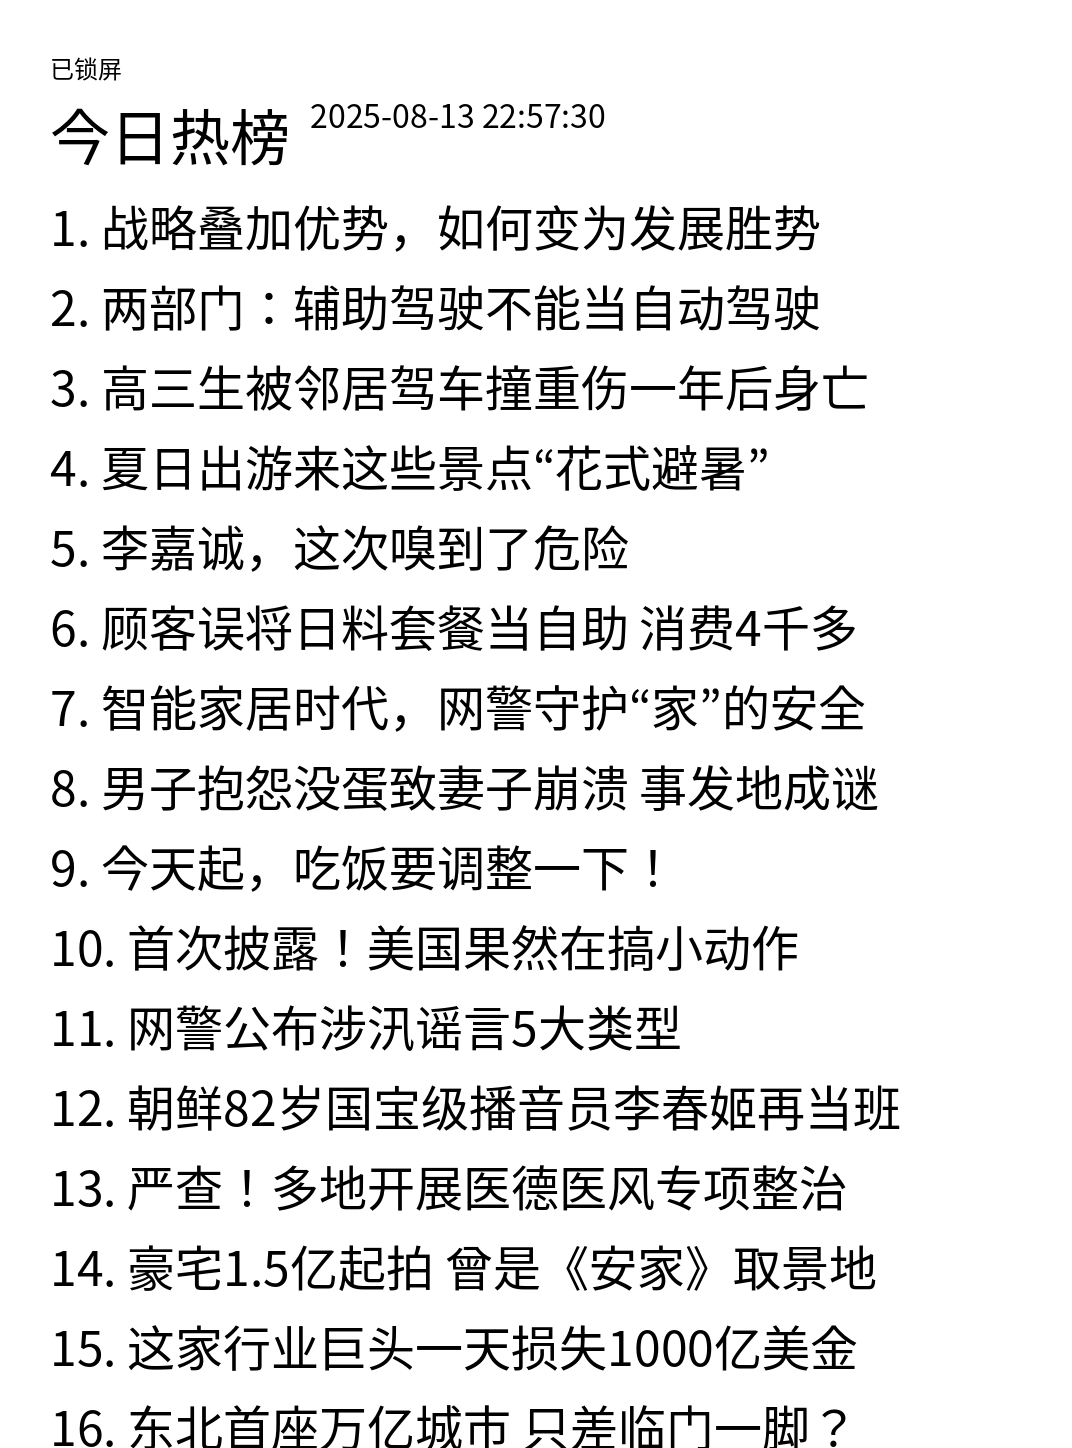 已锁屏
今日热榜 2025-08-13 22:57:30
1. 战略叠加优势，如何变为发展胜势
2. 两部门：辅助驾驶不能当自动驾驶
3. 高三生被邻居驾车撞重伤一年后身亡
4. 夏日出游来这些景点“花式避暑”
5. 李嘉诚，这次嗅到了危险
6. 顾客误将日料套餐当自助 消费4千多
7. 智能家居时代，网警守护“家”的安全
8. 男子抱怨没蛋致妻子崩溃 事发地成谜
9. 今天起，吃饭要调整一下！
10. 首次披露！美国果然在搞小动作
11. 网警公布涉汛谣言5大类型
12. 朝鲜82岁国宝级播音员李春姬再当班
13. 严查！多地开展医德医风专项整治
14. 豪宅1.5亿起拍 曾是《安家》取景地
15. 这家行业巨头一天损失1000亿美金
16. 东北首座万亿城市 只差临门一脚？